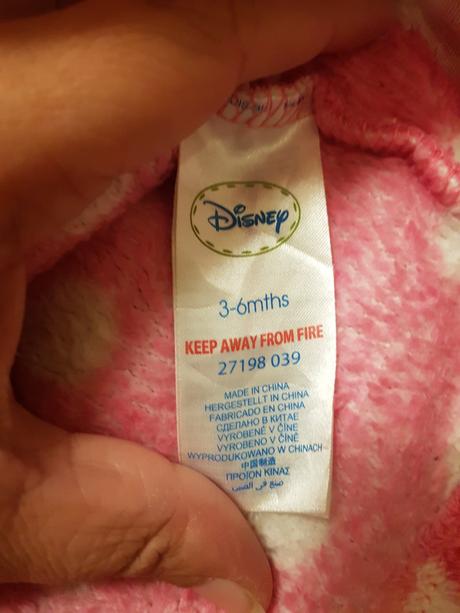 Disney
3-6mths
KEEP AWAY FROM FIRE
27198 039
MADE IN CHINA
HERGESTELLT IN CHINA
FABRICADO EN CHINA
СДЕЛАНО В КИТАЕ
VYROBENÉ V ČÍNĚ
VYROBENO V ČÍNĚ
WYPRODUKOWANO W CHINACH
中国制造
ΠΡΟΪΟΝ ΚΙΝΑΣ
صنع في الصين